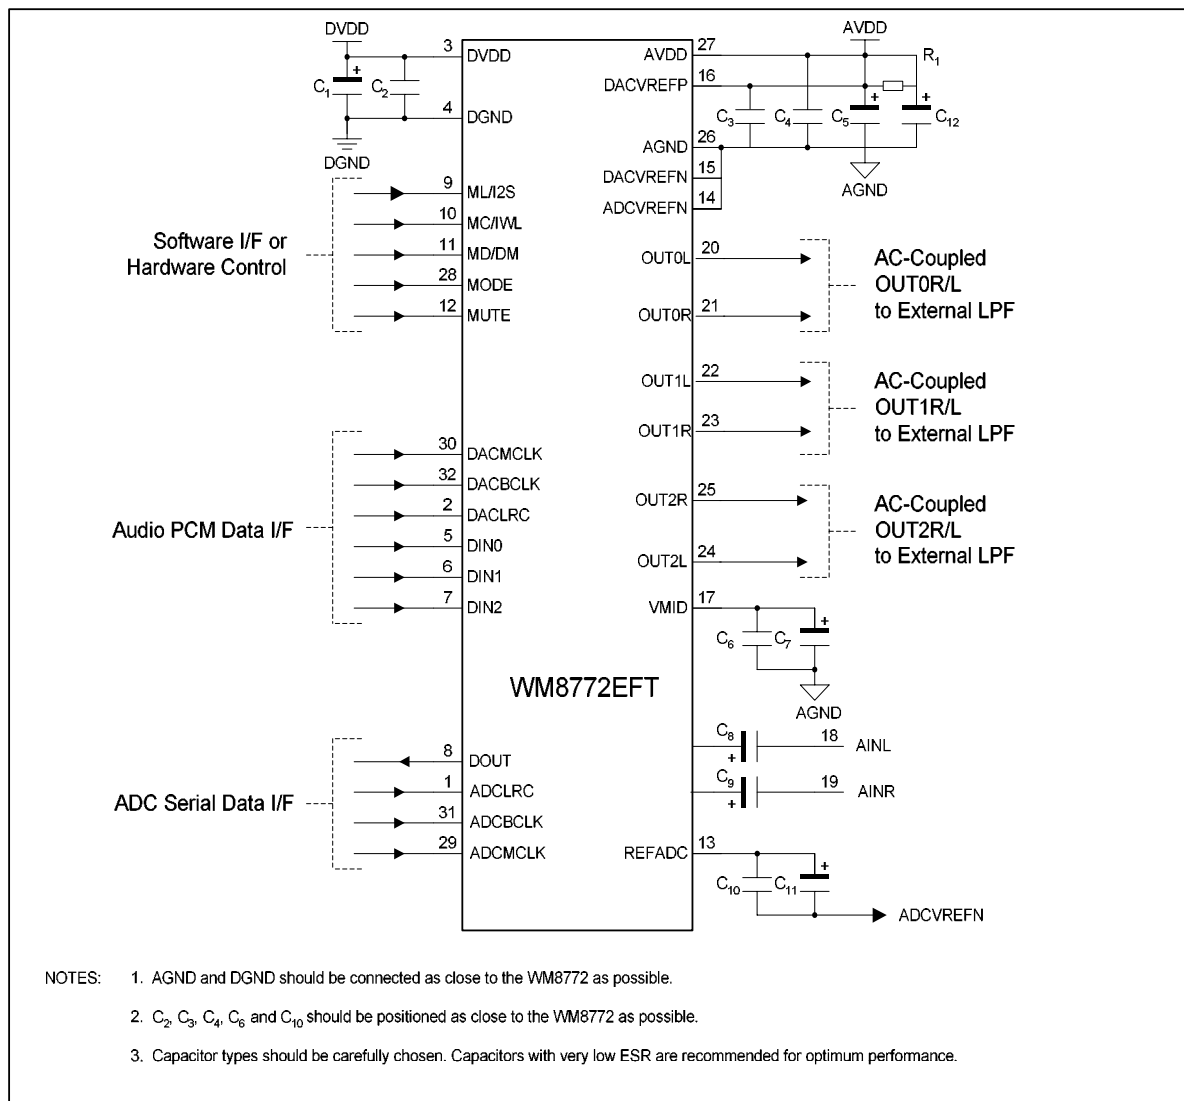 DVDD
C1
+
C2
DGND
3
DVDD
4
DGND
AVDD
27
DACVREFP
16
AGND
26
DACVREFN
15
ADCVREFN
14
AVDD
R1
C3
C4
C5
+
C12
+
AGND
Software I/F or
Hardware Control
9
ML/I2S
10
MC/IWL
11
MD/DM
28
MODE
12
MUTE
OUT0L
20
OUT0R
21
AC-Coupled
OUT0R/L
to External LPF
OUT1L
22
OUT1R
23
AC-Coupled
OUT1R/L
to External LPF
Audio PCM Data I/F
30
DACMCLK
32
DACBCLK
2
DACLRC
5
DIN0
6
DIN1
7
DIN2
OUT2R
25
OUT2L
24
AC-Coupled
OUT2R/L
to External LPF
VMID
17
C6
C7
+
AGND
WM8772EFT
C8
+
18
AINL
C9
+
19
AINR
ADC Serial Data I/F
8
DOUT
1
ADCLRC
31
ADCBCLK
29
ADCMCLK
REFADC
13
C10
C11
+
ADCVREFN
NOTES: 1. AGND and DGND should be connected as close to the WM8772 as possible.
2. C2, C3, C4, C6 and C10 should be positioned as close to the WM8772 as possible.
3. Capacitor types should be carefully chosen. Capacitors with very low ESR are recommended for optimum performance.